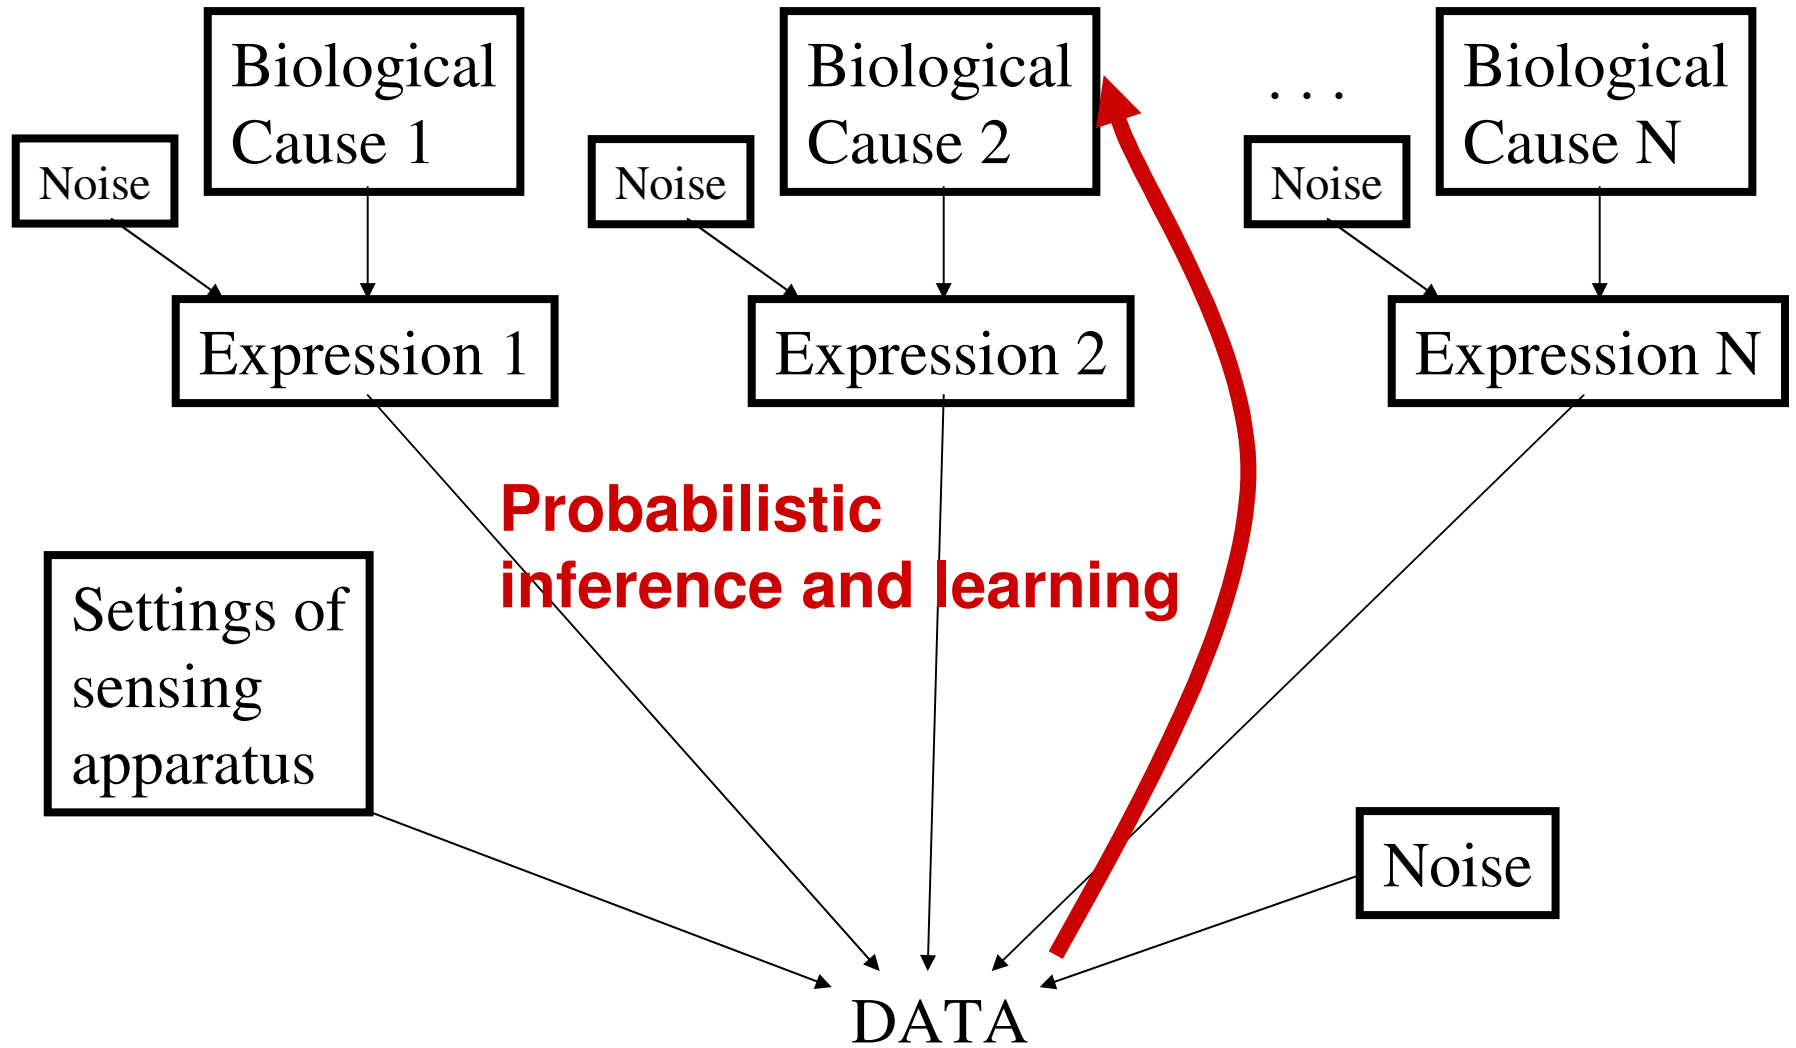 Biological
Cause 1
Noise
Expression 1
Biological
Cause 2
Noise
Expression 2
. . .
Biological
Cause N
Noise
Expression N
Probabilistic
inference and learning
Settings of
sensing
apparatus
Noise
DATA